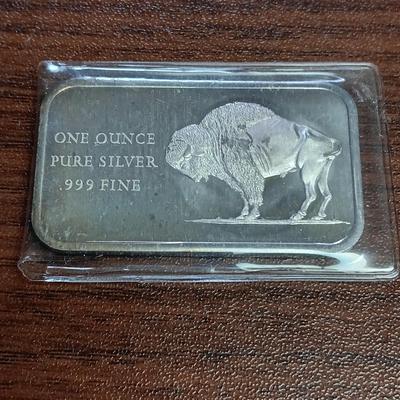 ONE OUNCE
PURE SILVER
.999 FINE